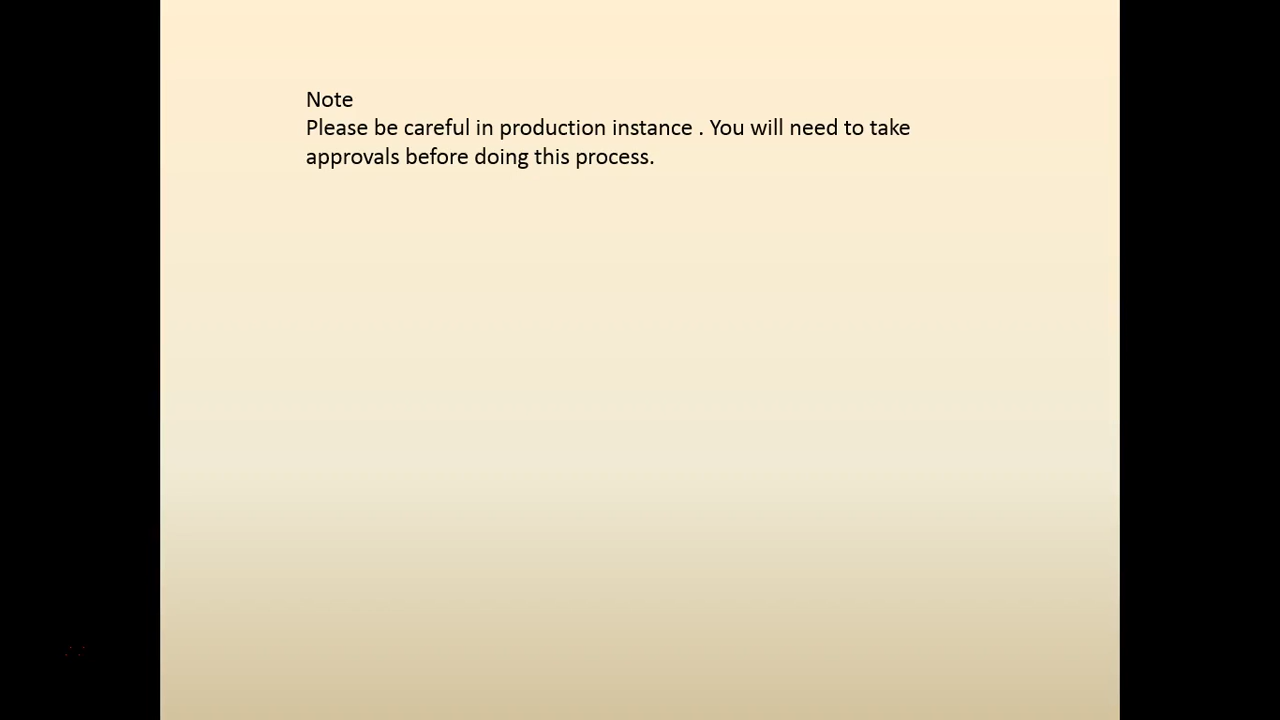 Note
Please be careful in production instance . You will need to take
approvals before doing this process.